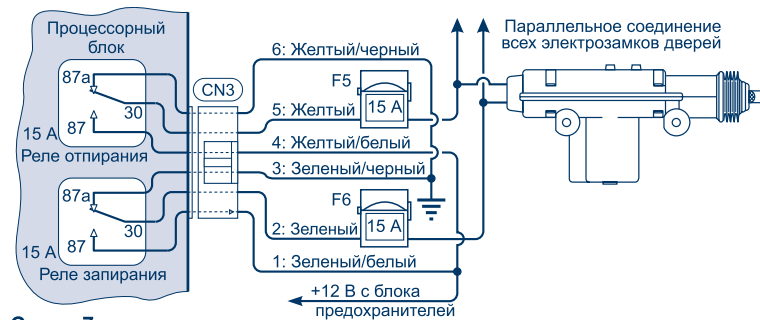 Процессорный
блок
87а
30
15 А
87
Реле отпирания
87а
30
15 А
87
Реле запирания
CN3
6: Желтый/черный
F5
15 А
5: Желтый
4: Желтый/белый
3: Зеленый/черный
F6
15 А
2: Зеленый
1: Зеленый/белый
+12 В с блока
предохранителей
Параллельное соединение
всех электрозамков дверей